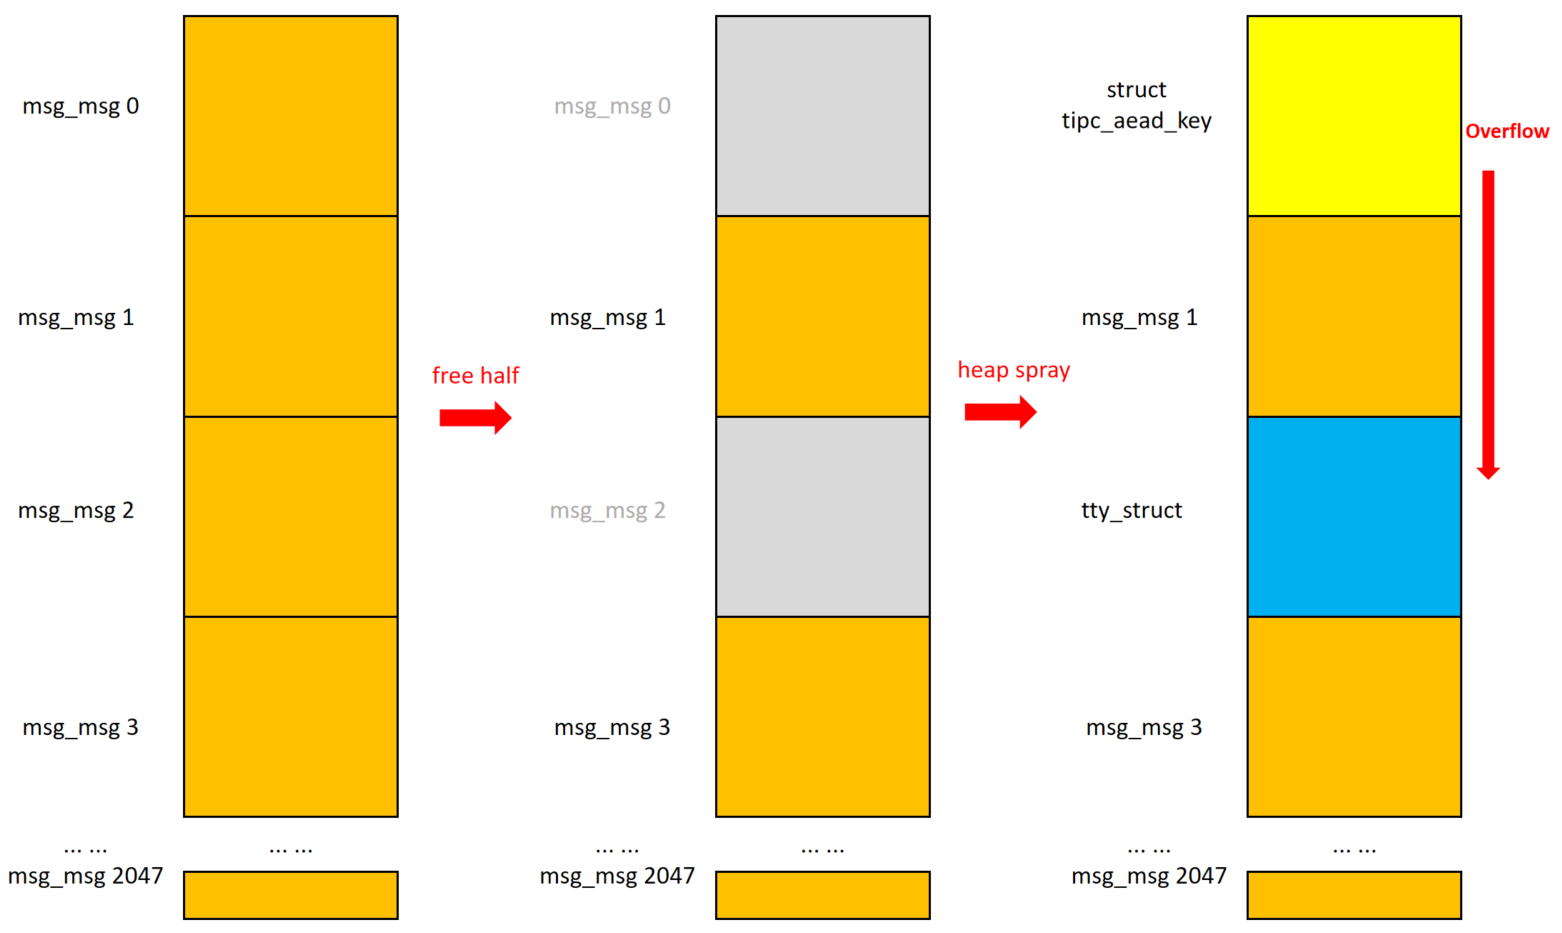 msg_msg 0
msg_msg 1
msg_msg 2
msg_msg 3
... ...
... ...
msg_msg 2047
free half
msg_msg 0
msg_msg 1
msg_msg 2
msg_msg 3
... ...
... ...
msg_msg 2047
heap spray
struct
tipc_aead_key
msg_msg 1
tty_struct
msg_msg 3
... ...
... ...
msg_msg 2047
Overflow